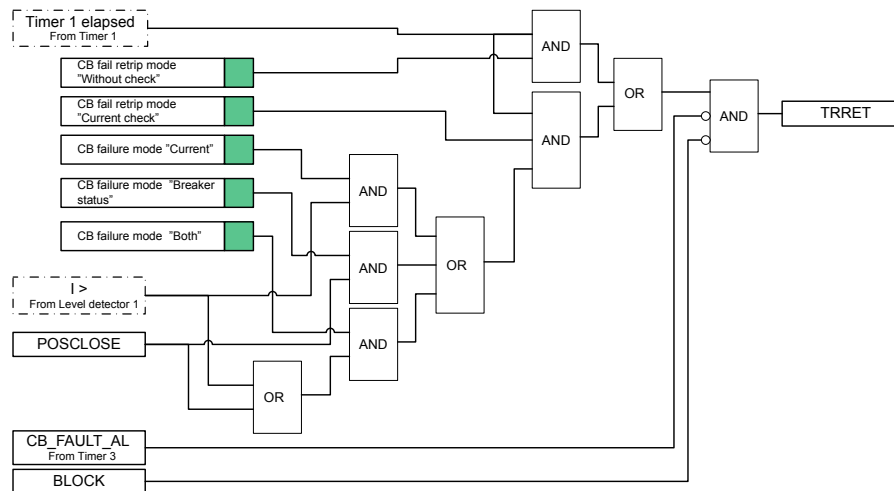 Timer 1 elapsed
From Timer 1
CB fail retrip mode
"Without check"
CB fail retrip mode
"Current check"
CB failure mode "Current"
CB failure mode "Breaker
status"
CB failure mode "Both"
I >
From Level detector 1
POSCLOSE
CB_FAULT_AL
From Timer 3
BLOCK
AND
AND
AND
AND
AND
OR
OR
OR
AND
TRRET